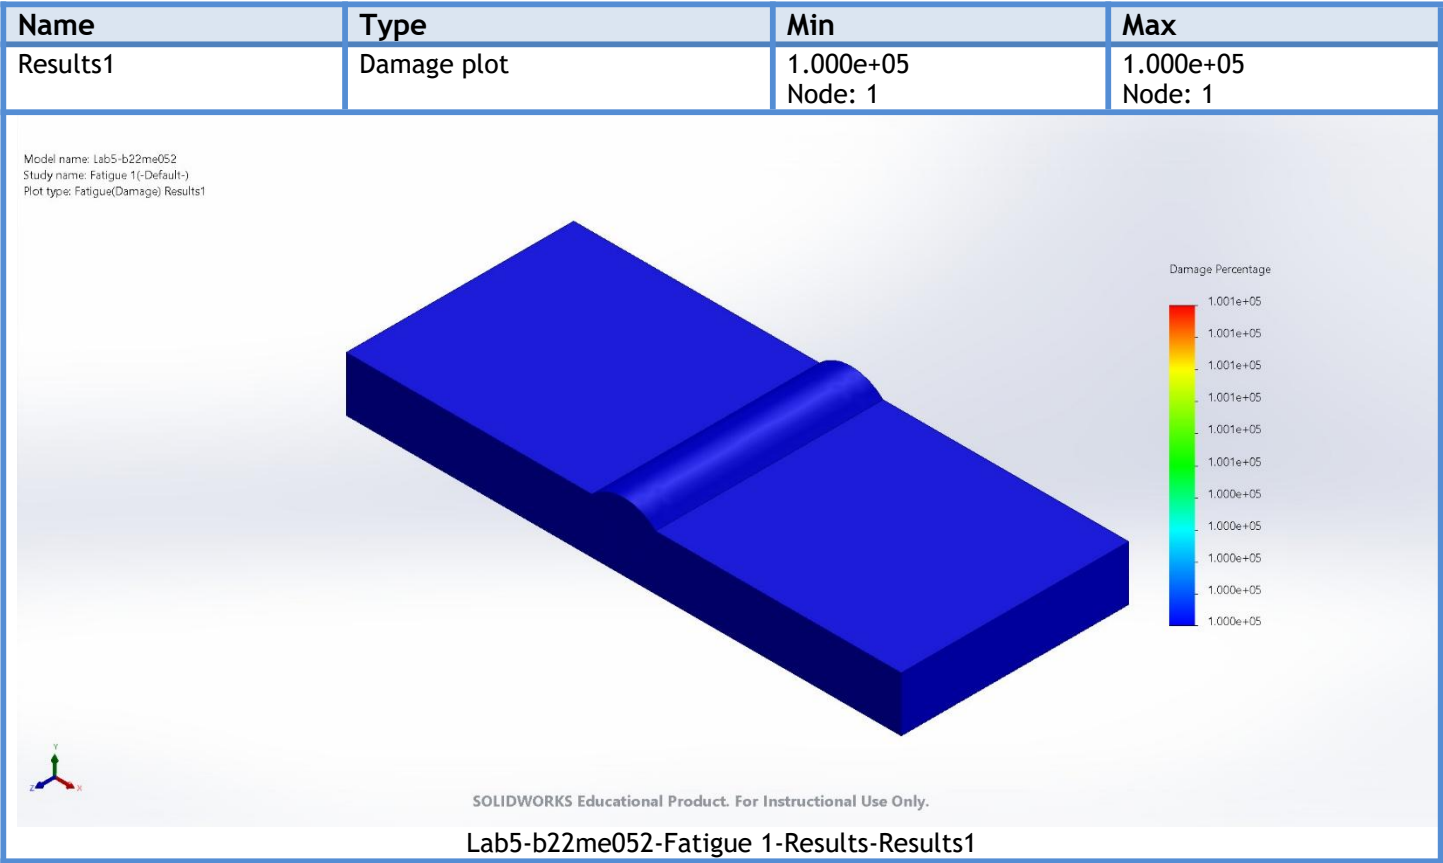 Name Type Min Max
Results1 Damage plot 1.000e+05 1.000e+05
Node: 1 Node: 1
Model name: Lab5-b22me052
Study name: Fatigue 1(-Default-)
Plot type: Fatigue(Damage) Results1
Damage Percentage
1.001e+05
1.001e+05
1.001e+05
1.001e+05
1.001e+05
1.001e+05
1.000e+05
1.000e+05
1.000e+05
1.000e+05
1.000e+05
Y
Z X
SOLIDWORKS Educational Product. For Instructional Use Only.
Lab5-b22me052-Fatigue 1-Results-Results1